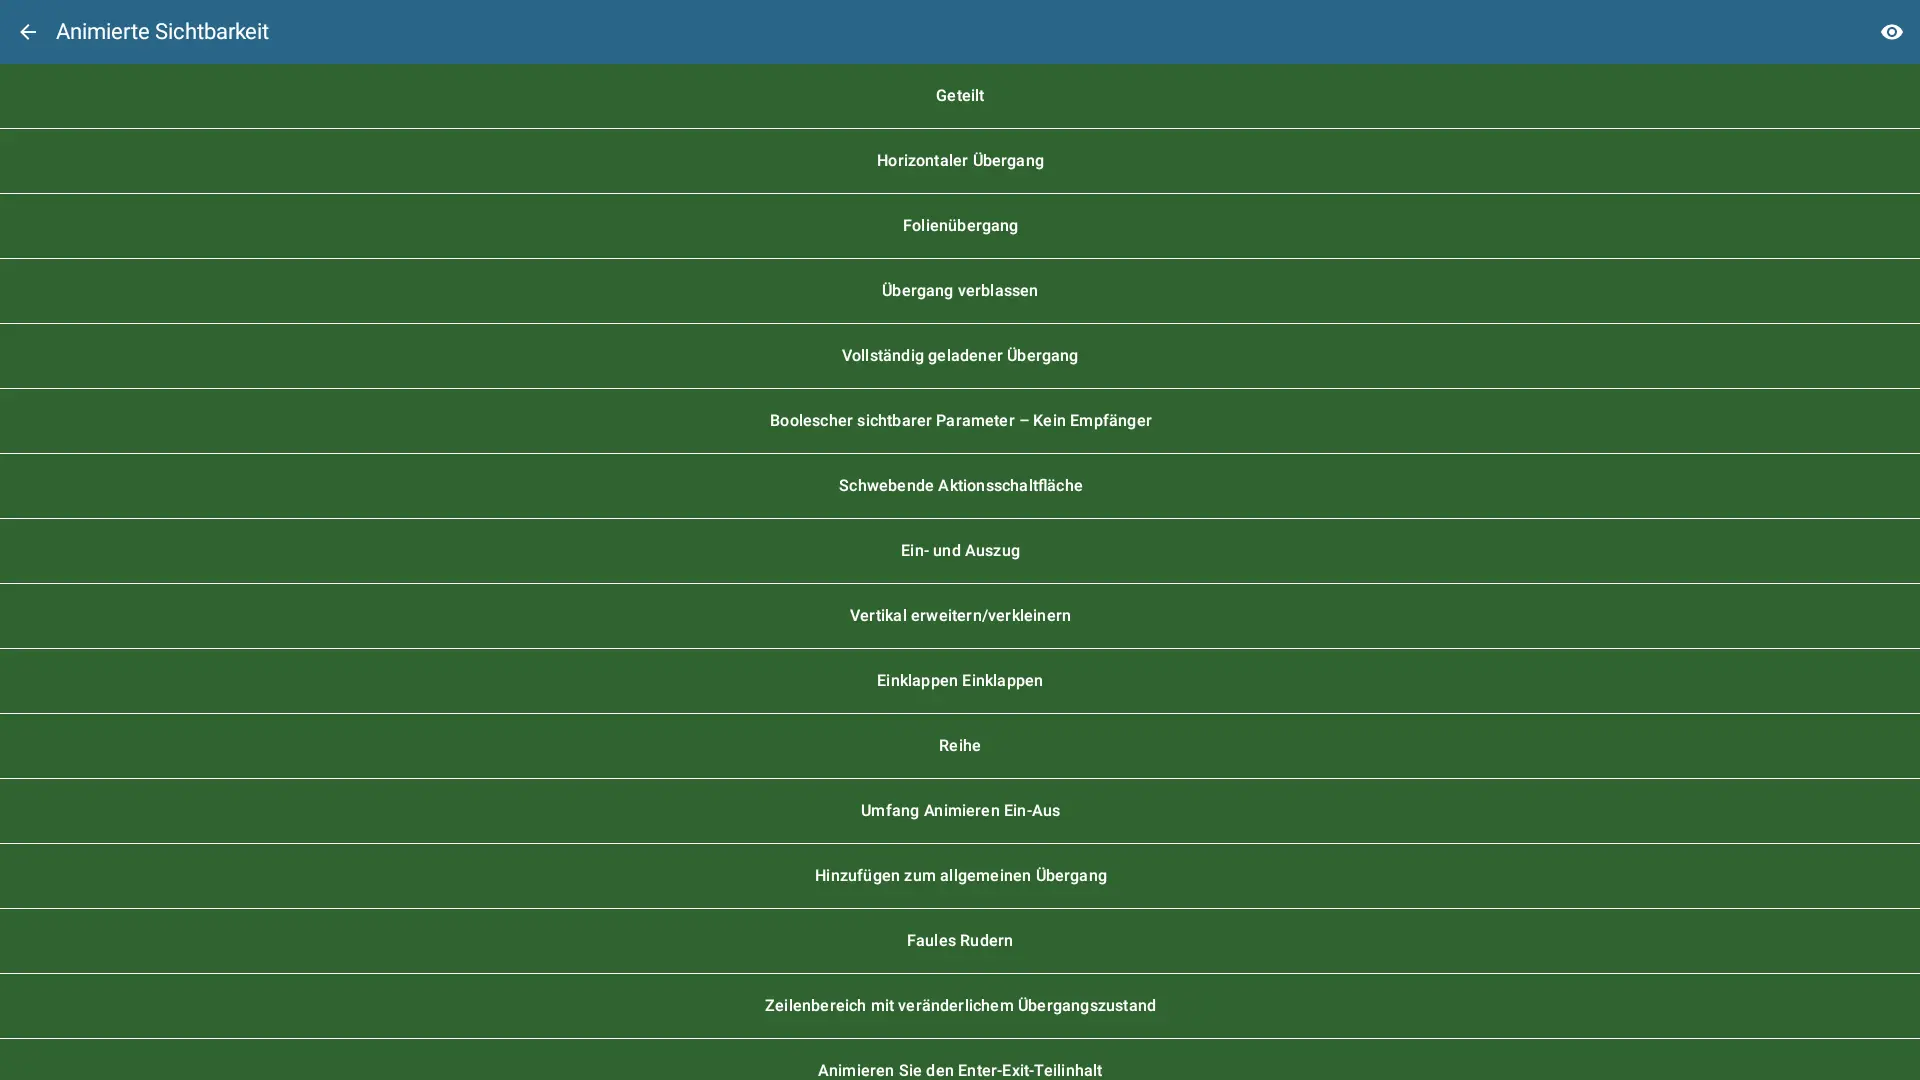 Animierte Sichtbarkeit
Geteilt
Horizontaler Übergang
Folienübergang
Übergang verblassen
Vollständig geladener Übergang
Boolescher sichtbarer Parameter – Kein Empfänger
Schwebende Aktionsschaltfläche
Ein- und Auszug
Vertikal erweitern/verkleinern
Einklappen Einklappen
Reihe
Umfang Animieren Ein-Aus
Hinzufügen zum allgemeinen Übergang
Faules Rudern
Zeilenbereich mit veränderlichem Übergangszustand
Animieren Sie den Enter-Exit-Teilinhalt